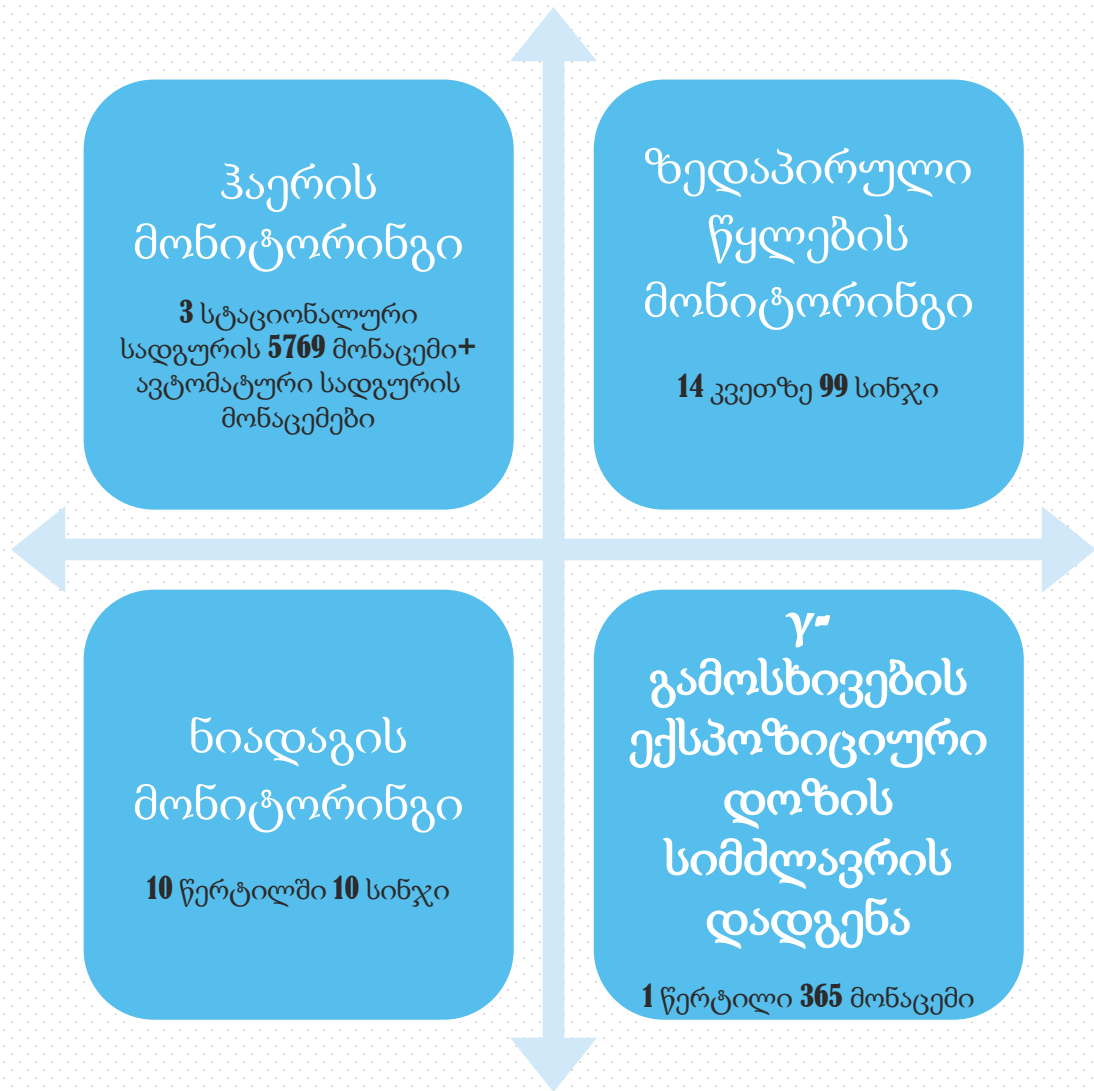 ჰაერის
მონიტორინგი
3 სტაციონალური
სადგურის 5769 მონაცემი+
ავტომატური სადგურის
მონაცემები
ზედაპირული
წყლების
მონიტორინგი
14 კვეთზე 99 სინჯი
ნიადაგის
მონიტორინგი
10 წერტილში 10 სინჯი
γ-
გამოსხივების
ექსპოზიციური
დოზის
სიმძლავრის
დადგენა
1 წერტილი 365 მონაცემი